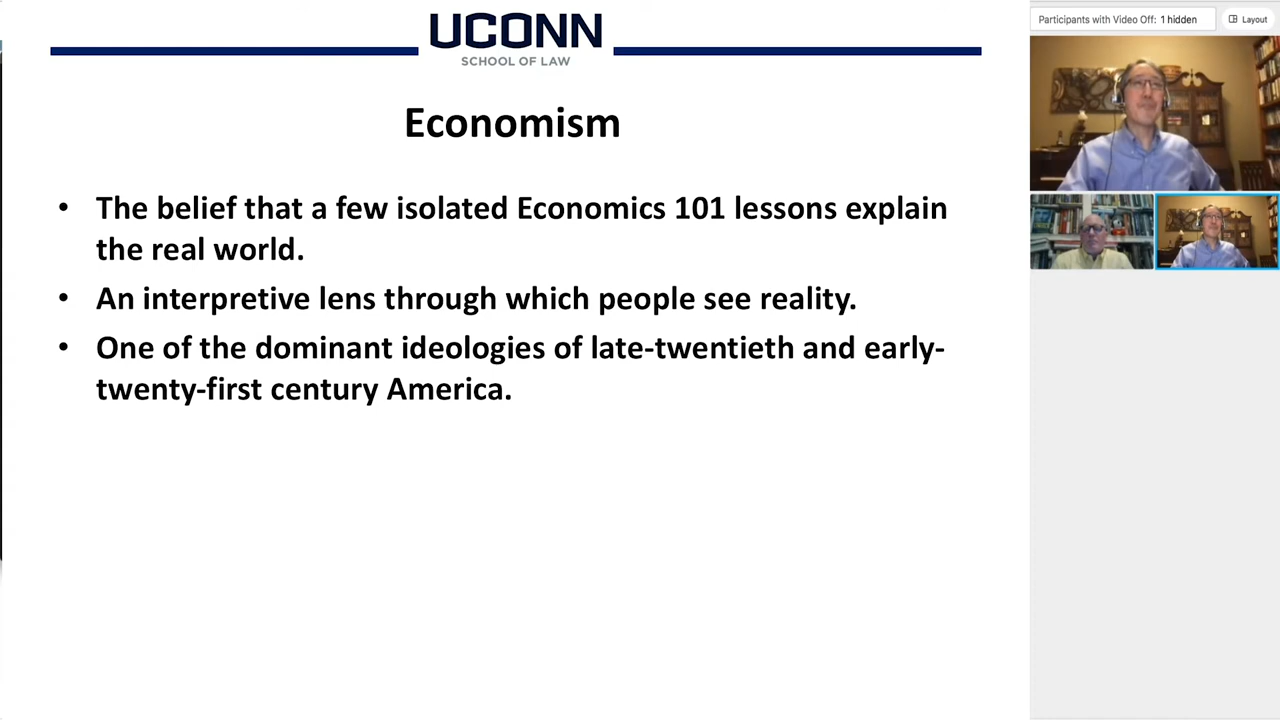 UCONN
SCHOOL OF LAW
Economism
• The belief that a few isolated Economics 101 lessons explain
the real world.
• An interpretive lens through which people see reality.
• One of the dominant ideologies of late-twentieth and early-
twenty-first century America.
Participants with Video Off: 1 hidden
Layout